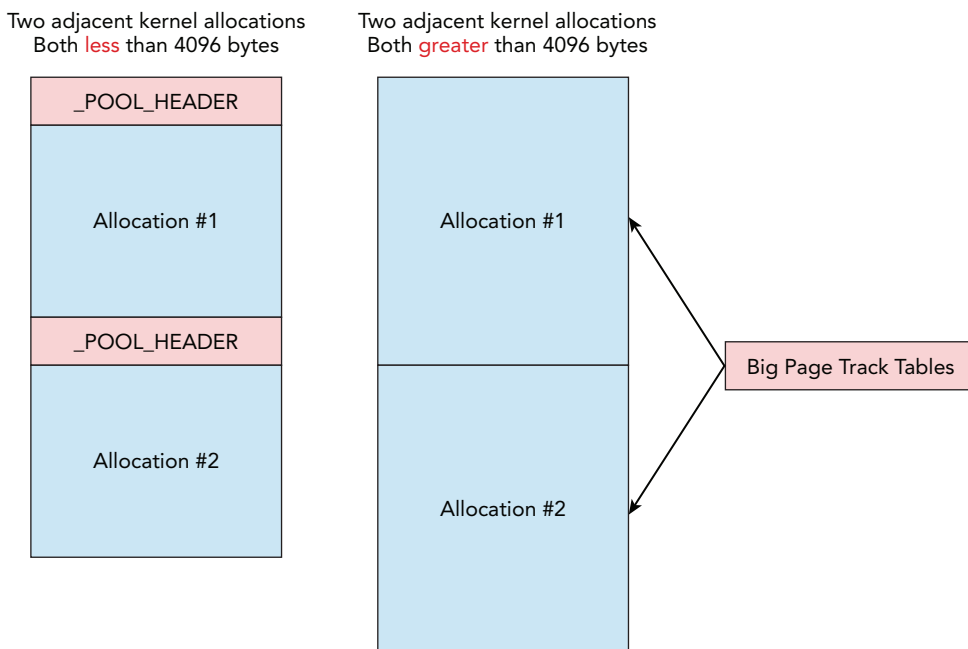 Two adjacent kernel allocations
Both less than 4096 bytes
_POOL_HEADER
Allocation #1
_POOL_HEADER
Allocation #2
Two adjacent kernel allocations
Both greater than 4096 bytes
Allocation #1
Allocation #2
Big Page Track Tables